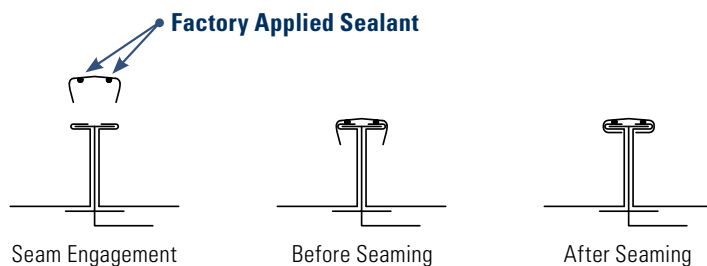 Factory Applied Sealant
Seam Engagement
Before Seaming
After Seaming